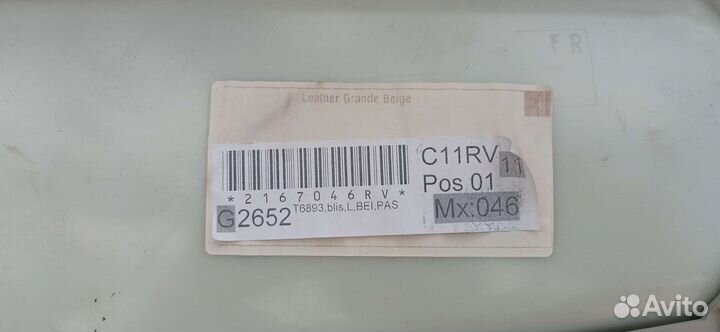 FR
Leather Grande Beige
*2167046RV*
T6893,blis,L,BEI,PAS
G2652
C11RV
11
Pos 01
Mx:046
Avito